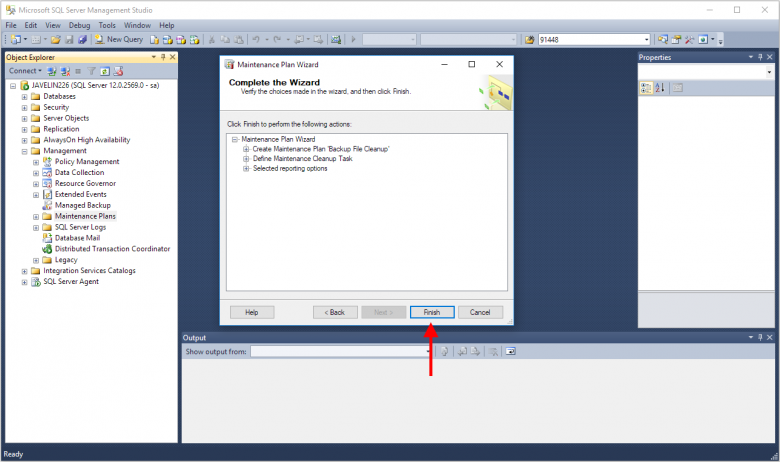 Microsoft SQL Server Management Studio
File Edit View Debug Tools Window Help
New Query 91448
Object Explorer
Connect
JAVELIN226 (SQL Server 12.0.2569.0 - sa)
Databases
Security
Server Objects
Replication
AlwaysOn High Availability
Management
Policy Management
Data Collection
Resource Governor
Extended Events
Managed Backup
Maintenance Plans
SQL Server Logs
Database Mail
Distributed Transaction Coordinator
Legacy
Integration Services Catalogs
SQL Server Agent
Maintenance Plan Wizard
Complete the Wizard
Verify the choices made in the wizard, and then click Finish.
Click Finish to perform the following actions:
Maintenance Plan Wizard
Create Maintenance Plan 'Backup File Cleanup'
Define Maintenance Cleanup Task
Selected reporting options
Help < Back Next > Finish Cancel
Properties
Output
Show output from:
Ready